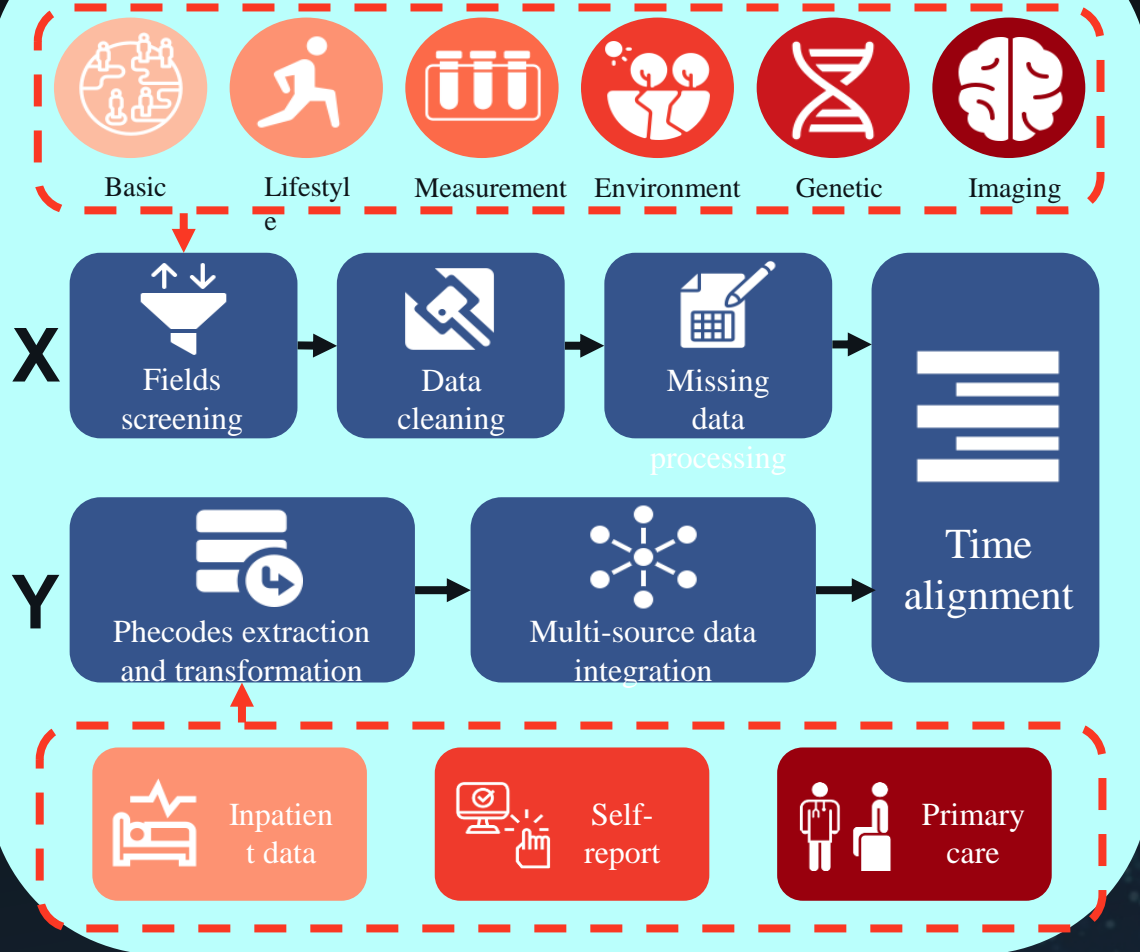 Basic
Lifestyl
e
Measurement
Environment
Genetic
Imaging
X
Fields
screening
Data
cleaning
Missing
data
processing
Time
alignment
Y
Phecodes extraction
and transformation
Multi-source data
integration
Inpatien
t data
Self-
report
Primary
care